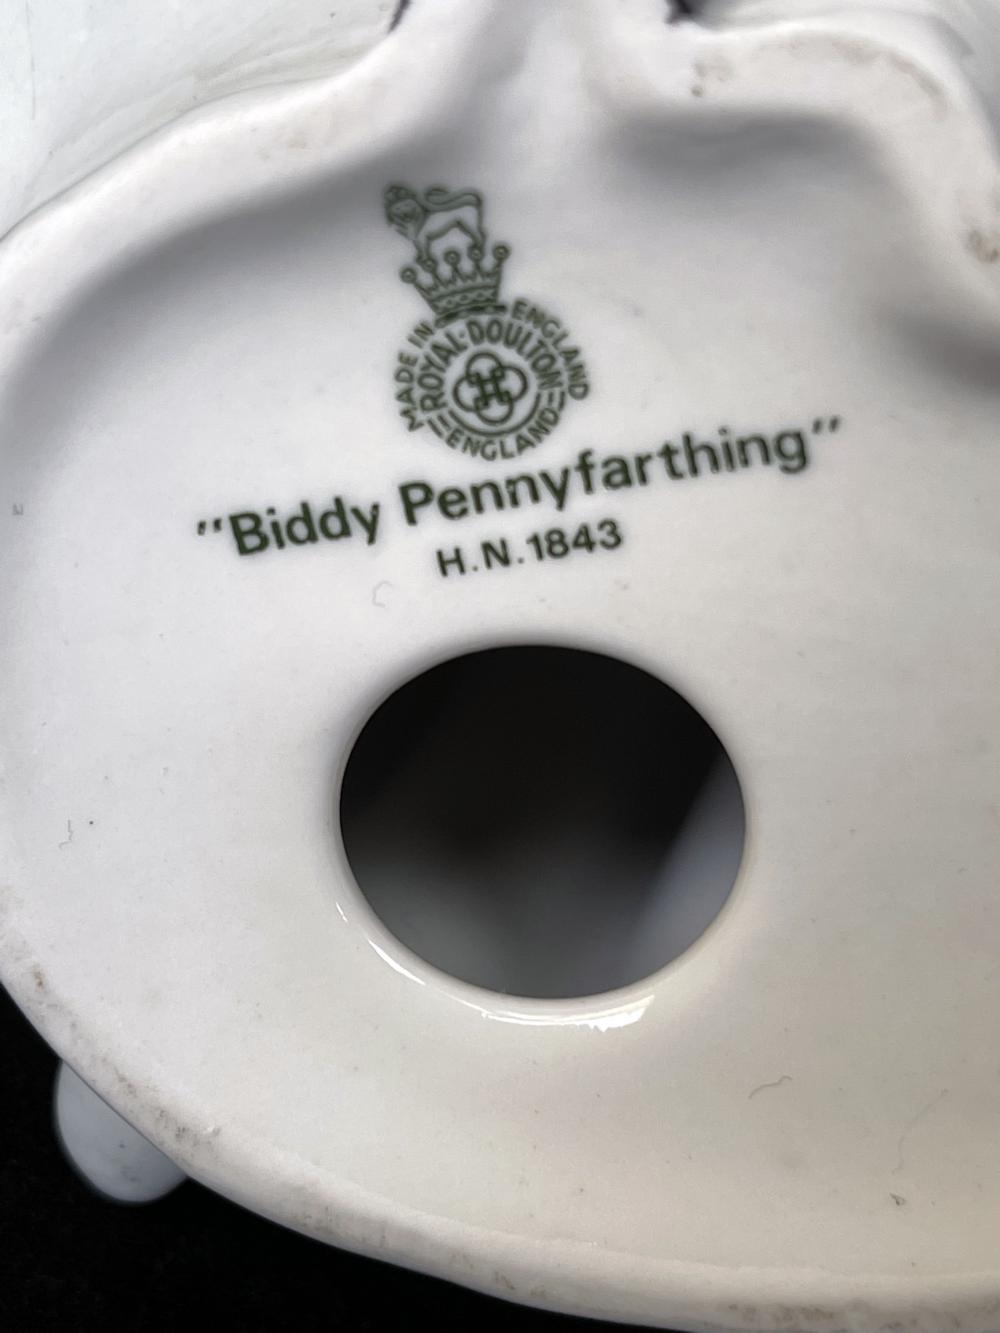 MADE IN ENGLAND
ROYAL·DOULTON
ENGLAND
"Biddy Pennyfarthing"
H.N.1843